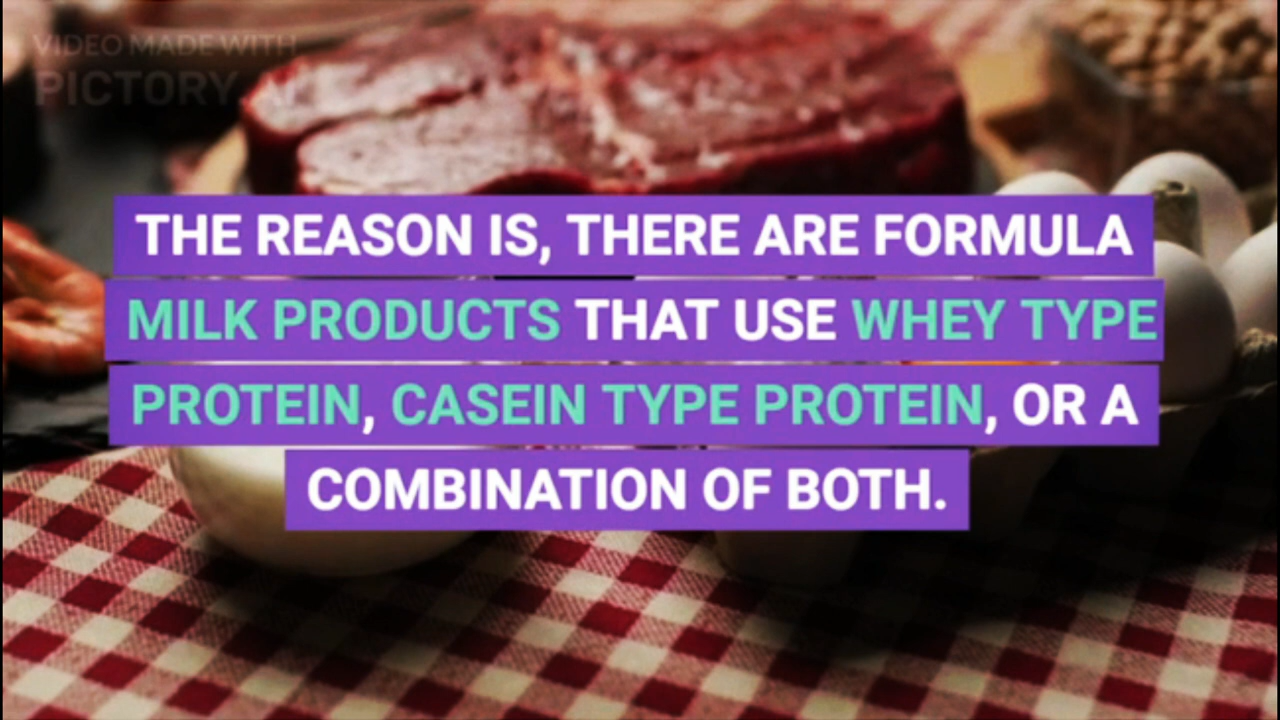 VIDEO MADE WITH
PICTORY.AI
THE REASON IS, THERE ARE FORMULA
MILK PRODUCTS THAT USE WHEY TYPE
PROTEIN, CASEIN TYPE PROTEIN, OR A
COMBINATION OF BOTH.